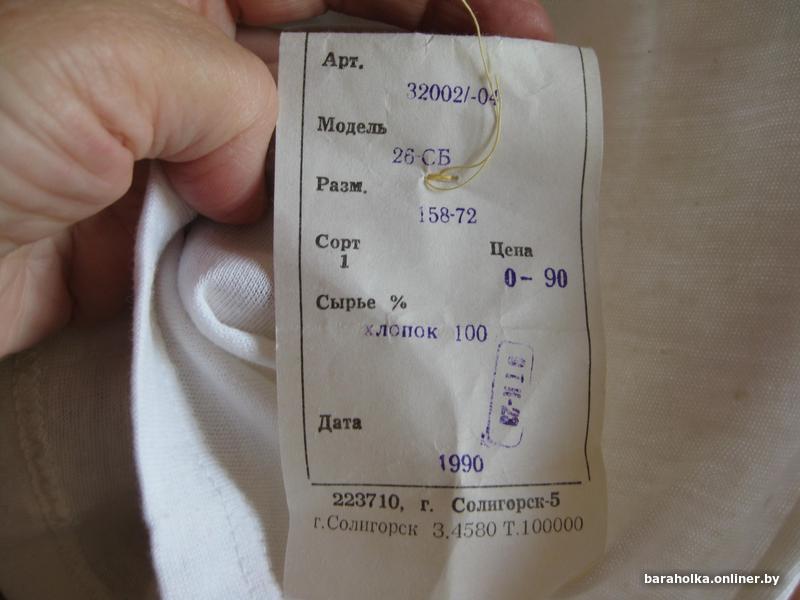 Арт.
32002/-04
Модель
26-СБ
Разм.
158-72
Сорт Цена
1
0- 90
Сырье %
хлопок 100
Дата
1990
223710, г. Солигорск-5
г.Солигорск З.4580 Т.100000
baraholka.onliner.by